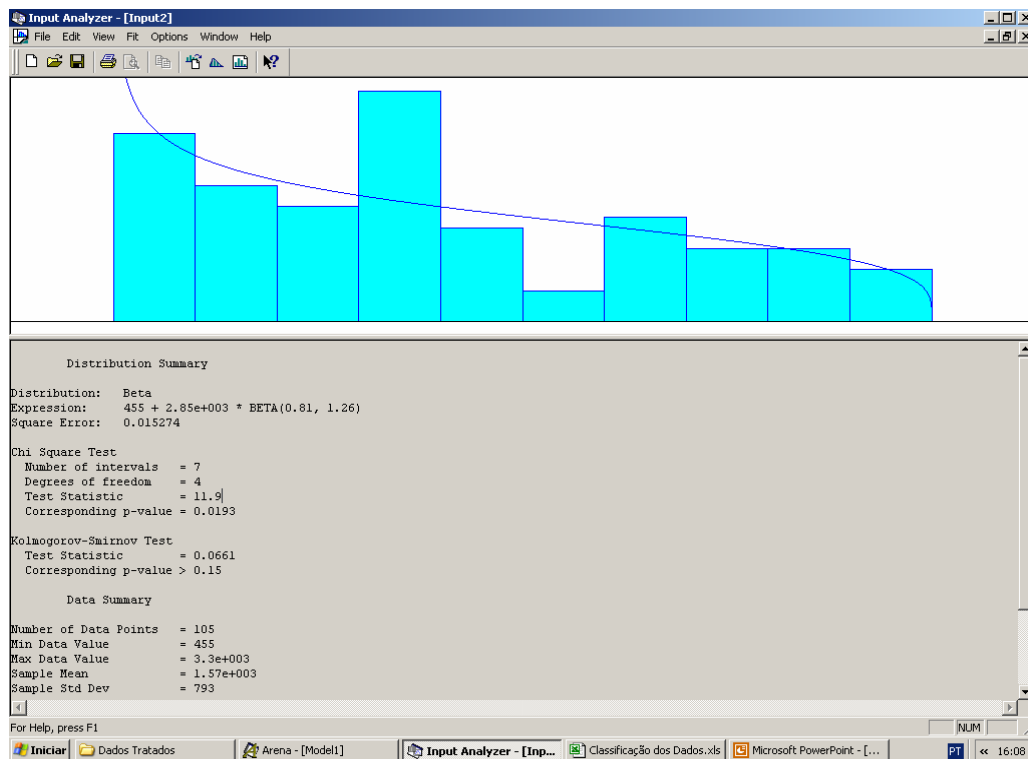 Input Analyzer - [Input2]
File Edit View Fit Options Window Help
Distribution Summary
Distribution: Beta
Expression: 455 + 2.85e+003 * BETA(0.81, 1.26)
Square Error: 0.015274
Chi Square Test
Number of intervals = 7
Degrees of freedom = 4
Test Statistic = 11.9
Corresponding p-value = 0.0193
Kolmogorov-Smirnov Test
Test Statistic = 0.0661
Corresponding p-value > 0.15
Data Summary
Number of Data Points = 105
Min Data Value = 455
Max Data Value = 3.3e+003
Sample Mean = 1.57e+003
Sample Std Dev = 793
For Help, press F1
NUM
Iniciar Dados Tratados Arena - [Model1] Input Analyzer - [Inp... Classificação dos Dados.xls Microsoft PowerPoint - [... PT « 16:08